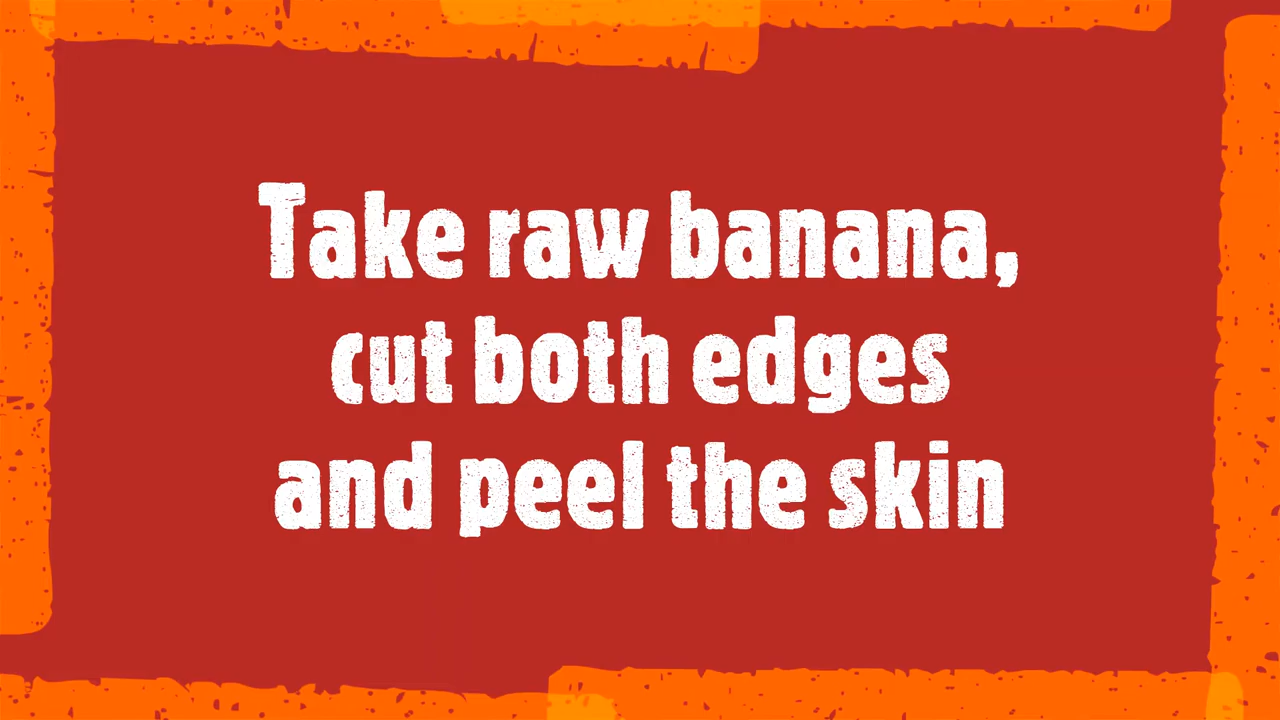 Take raw banana,
cut both edges
and peel the skin